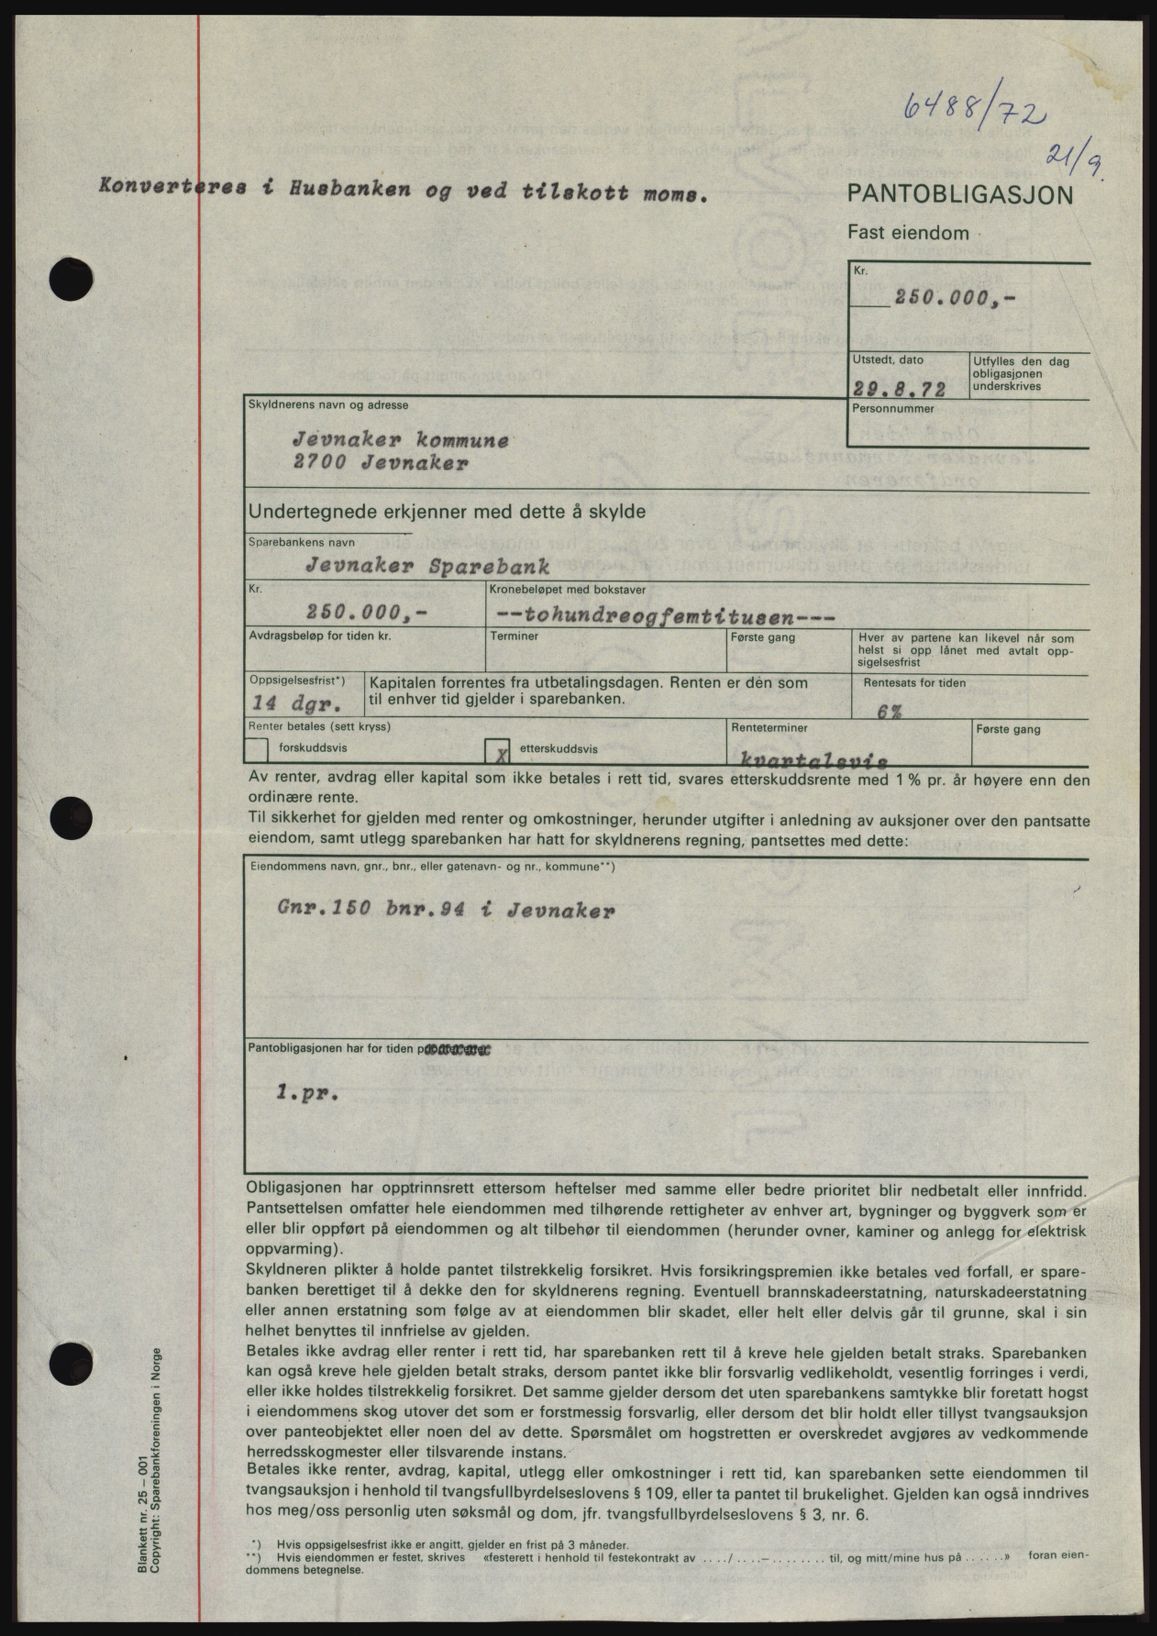 6488/72
21/9.
Konverteres i Husbanken og ved tilskott moms.
PANTOBLIGASJON
Fast eiendom
Kr.
250.000,-
Utstedt, dato
29.8.72
Utfylles den dag
obligasjonen
underskrives
Personnummer
Skyldnerens navn og adresse
Jevnaker kommune
2700 Jevnaker
Undertegnede erkjenner med dette å skylde
Sparebankens navn
Jevnaker Sparebank
Kr.
250.000,-
Kronebeløpet med bokstaver
--tohundreogfemtitusen---
Avdragsbeløp for tiden kr.
Terminer
Første gang
Hver av partene kan likevel når som
helst si opp lånet med avtalt opp-
sigelsesfrist
Oppsigelsesfrist*)
14 dgr.
Kapitalen forrentes fra utbetalingsdagen. Renten er den som
til enhver tid gjelder i sparebanken.
Rentesats for tiden
6%
Renter betales (sett kryss)
forskuddsvis
X etterskuddsvis
Renteterminer
kvartalsvis
Første gang
Av renter, avdrag eller kapital som ikke betales i rett tid, svares etterskuddsrente med 1 % pr. år høyere enn den
ordinære rente.
Til sikkerhet for gjelden med renter og omkostninger, herunder utgifter i anledning av auksjoner over den pantsatte
eiendom, samt utlegg sparebanken har hatt for skyldnerens regning, pantsettes med dette:
Eiendommens navn, gnr., bnr., eller gatenavn- og nr., kommune**)
Gnr.150 bnr.94 i Jevnaker
Pantobligasjonen har for tiden
1.pr.
Obligasjonen har opptrinnsrett ettersom heftelser med samme eller bedre prioritet blir nedbetalt eller innfridd.
Pantsettelsen omfatter hele eiendommen med tilhørende rettigheter av enhver art, bygninger og byggverk som er
eller blir oppført på eiendommen og alt tilbehør til eiendommen (herunder ovner, kaminer og anlegg for elektrisk
oppvarming).
Skyldneren plikter å holde pantet tilstrekkelig forsikret. Hvis forsikringspremien ikke betales ved forfall, er spare-
banken berettiget til å dekke den for skyldnerens regning. Eventuell brannskadeerstatning, naturskadeerstatning
eller annen erstatning som følge av at eiendommen blir skadet, eller helt eller delvis går til grunne, skal i sin
helhet benyttes til innfrielse av gjelden.
Betales ikke avdrag eller renter i rett tid, har sparebanken rett til å kreve hele gjelden betalt straks. Sparebanken
kan også kreve hele gjelden betalt straks, dersom pantet ikke blir forsvarlig vedlikeholdt, vesentlig forringes i verdi,
eller ikke holdes tilstrekkelig forsikret. Det samme gjelder dersom det uten sparebankens samtykke blir foretatt hogst
i eiendommens skog utover det som er forstmessig forsvarlig, eller dersom det blir holdt eller tillyst tvangsauksjon
over panteobjektet eller noen del av dette. Spørsmålet om hogstretten er overskredet avgjøres av vedkommende
herredsskogmester eller tilsvarende instans.
Betales ikke renter, avdrag, kapital, utlegg eller omkostninger i rett tid, kan sparebanken sette eiendommen til
tvangsauksjon i henhold til tvangsfullbyrdelseslovens § 109, eller ta pantet til brukelighet. Gjelden kan også inndrives
hos meg/oss personlig uten søksmål og dom, jfr. tvangsfullbyrdelseslovens § 3, nr. 6.
*) Hvis oppsigelsesfrist ikke er angitt, gjelder en frist på 3 måneder.
**) Hvis eiendommen er festet, skrives «festerett i henhold til festekontrakt av ..../....–........ til, og mitt/mine hus på ......» foran eien-
dommens betegnelse.
Blankett nr. 25 – 001
Copyright: Sparebankforeningen i Norge